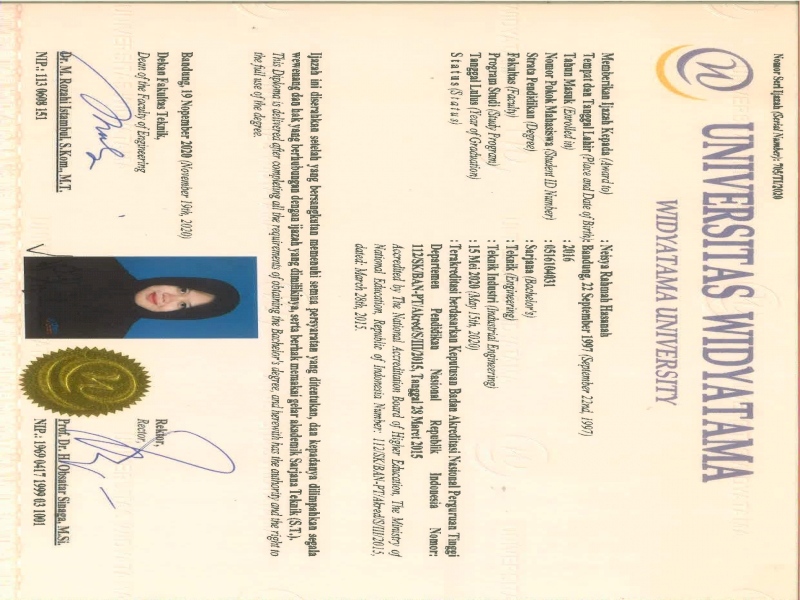 Nomor Seri Ijazah (Serial Number): 705/TI/2020
UNIVERSITAS WIDYATAMA
WIDYATAMA UNIVERSITY
Memberikan Ijazah Kepada (Award to) : Neisya Rahmah Hasanah
Tempat dan Tanggal Lahir (Place and Date of Birth): Bandung, 22 September 1997 (September 22nd, 1997)
Tahun Masuk (Enrolled in) : 2016
Nomor Pokok Mahasiswa (Student ID Number) : 0516104031
Strata Pendidikan (Degree) : Sarjana (Bachelor's)
Fakultas (Faculty) : Teknik (Engineering)
Program Studi (Study Program) : Teknik Industri (Industrial Engineering)
Tanggal Lulus (Year of Graduation) : 15 Mei 2020 (May 15th, 2020)
Status (Status) : Terakreditasi berdasarkan Keputusan Badan Akreditasi Nasional Perguruan Tinggi
Departemen Pendidikan Nasional Republik Indonesia Nomor:
112/SK/BAN-PT/Akred/S/III/2015, Tanggal 28 Maret 2015
Accredited by The National Accreditation Board of Higher Education, The Ministry of
National Education, Republic of Indonesia Number: 112/SK/BAN-PT/Akred/S/III/2015,
dated: March 28th, 2015.
Ijazah ini diserahkan setelah yang bersangkutan memenuhi semua persyaratan yang ditentukan, dan kepadanya dilimpahkan segala
wewenang dan hak yang berhubungan dengan ijazah yang dimilikinya, serta berhak memakai gelar akademik Sarjana Teknik (S.T.).
This Diploma is delivered after completing all the requirements of obtaining the Bachelor's degree, and herewith has the authority and the right to
the full use of the degree.
Bandung, 19 Nopember 2020 (November 19th, 2020)
Dekan Fakultas Teknik,
Dean of the Faculty of Engineering
Dr. M. Rozahi Istambul, S.Kom., M.T.
NIP.: 113 0608 151
Rektor,
Rector,
Prof. Dr. H. Obsatar Sinaga, M.Si.
NIP.: 1969 0417 1999 03 1001